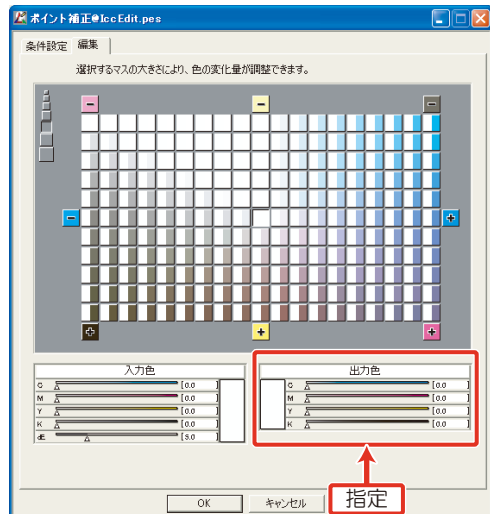 ポイント補正@IccEdit.pes
条件設定 編集
選択するマスの大きさにより、色の変化量が調整できます。
入力色
C [0.0 ]
M [0.0 ]
Y [0.0 ]
K [0.0 ]
dE [3.0 ]
出力色
C [0.0 ]
M [0.0 ]
Y [0.0 ]
K [0.0 ]
OK キャンセル
指定